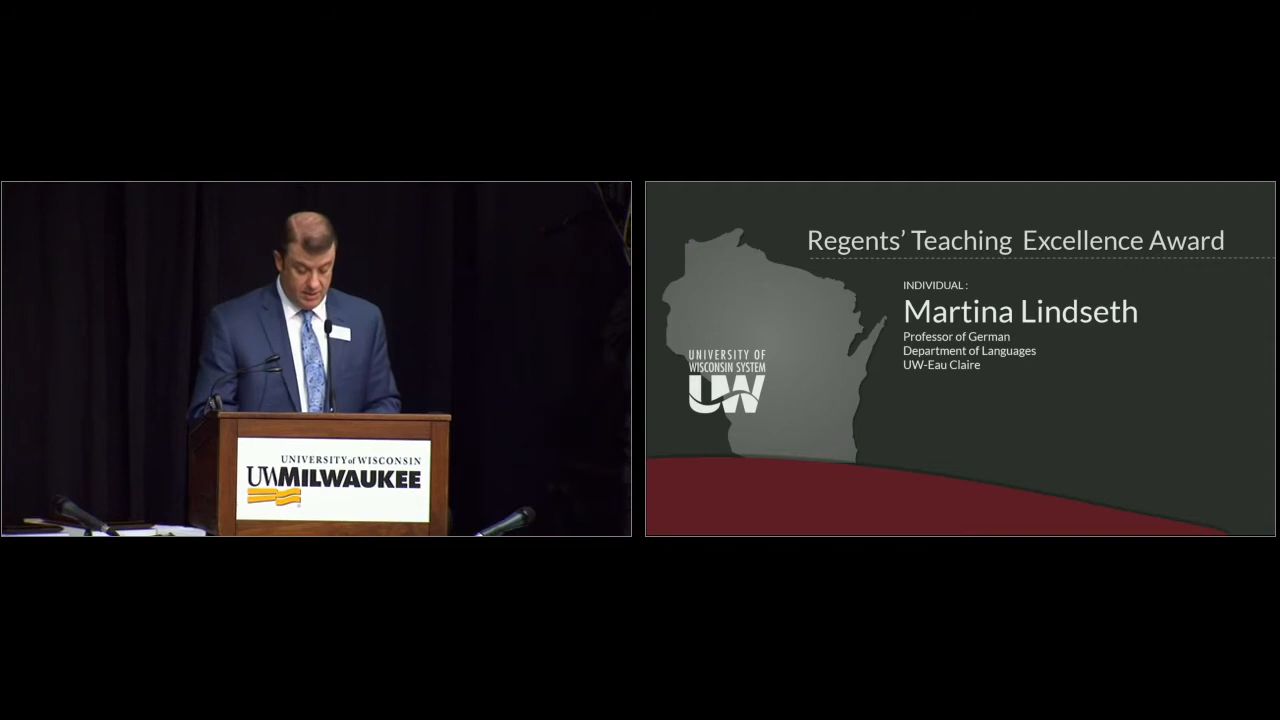 UNIVERSITY of WISCONSIN
UWMILWAUKEE
Regents’ Teaching Excellence Award
INDIVIDUAL :
Martina Lindseth
Professor of German
Department of Languages
UW-Eau Claire
UNIVERSITY OF
WISCONSIN SYSTEM
UW